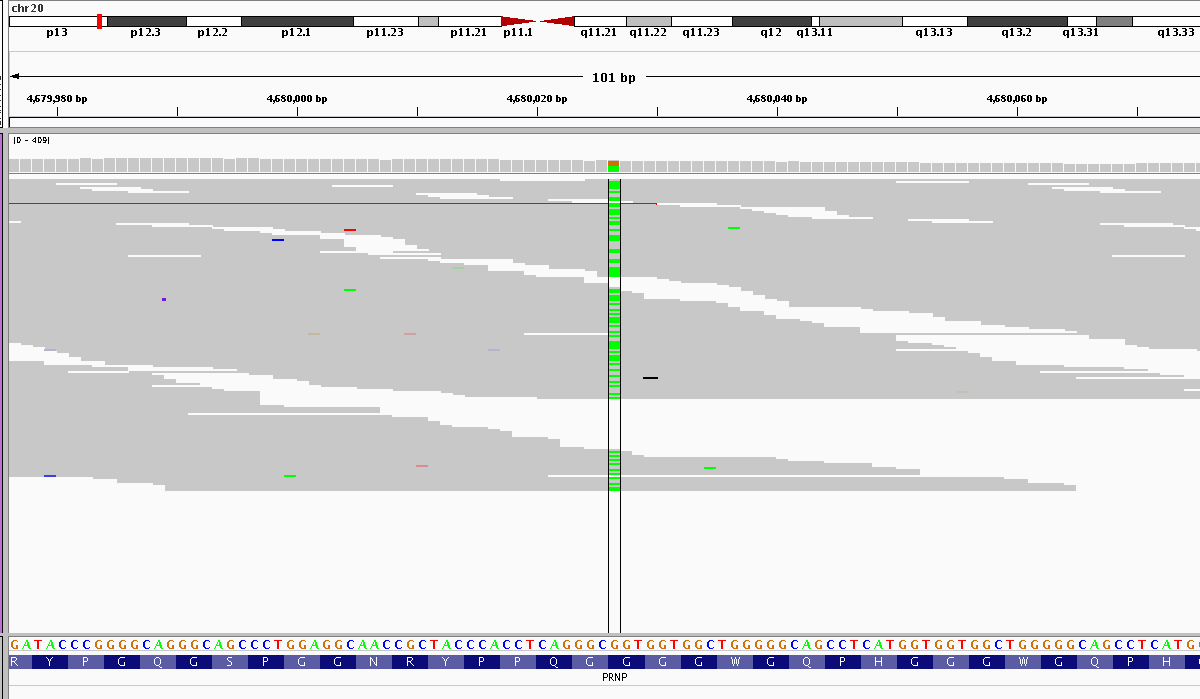 chr20
p13 p12.3 p12.2 p12.1 p11.23 p11.21 p11.1 q11.21 q11.22 q11.23 q12 q13.11 q13.13 q13.2 q13.31 q13.33
101 bp
4,679,980 bp 4,680,000 bp 4,680,020 bp 4,680,040 bp 4,680,060 bp
[0 - 409]
G A T A C C C G G G G C A G G G C A G C C C T G G A G G C A A C C G C T A C C C A C C T C A G G G C G G T G G T G G C T G G G G G C A G C C T C A T G G T G G T G G C T G G G G G C A G C C T C A T G
R Y P G Q G S P G G N R Y P P Q G G G G W G Q P H G G G W G Q P H
PRNP